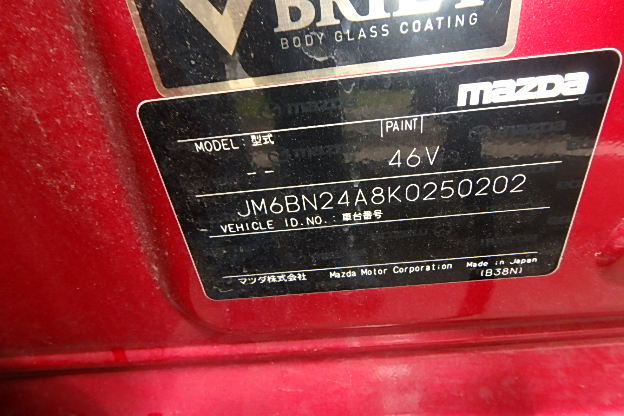 BODY GLASS COATING
mazda
MODEL: 型式 PAINT
-- 46V
JM6BN24A8K0250202
VEHICLE ID.NO.: 車台番号
マツダ株式会社 Mazda Motor Corporation Made in Japan
(B38N)